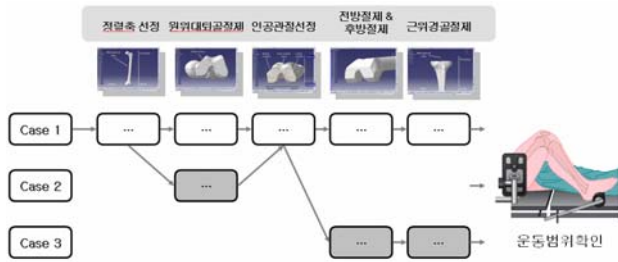 정렬축 선정 원위대퇴골절제 인공관절선정 전방절제 & 후방절제 근위경골절제
Case 1 ... ... ... ... ...
Case 2 ...
Case 3 ... ...
운동범위확인